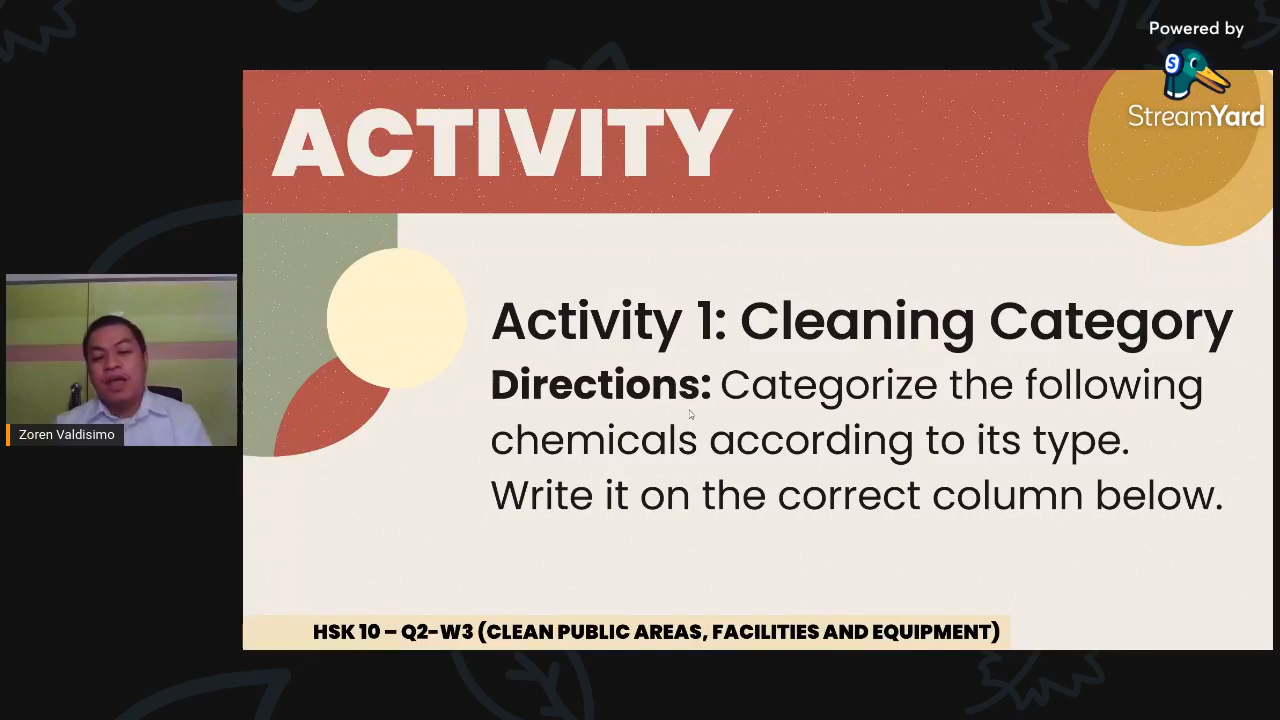 Powered by
StreamYard
ACTIVITY
Activity 1: Cleaning Category
Directions: Categorize the following
chemicals according to its type.
Write it on the correct column below.
Zoren Valdisimo
HSK 10 – Q2-W3 (CLEAN PUBLIC AREAS, FACILITIES AND EQUIPMENT)